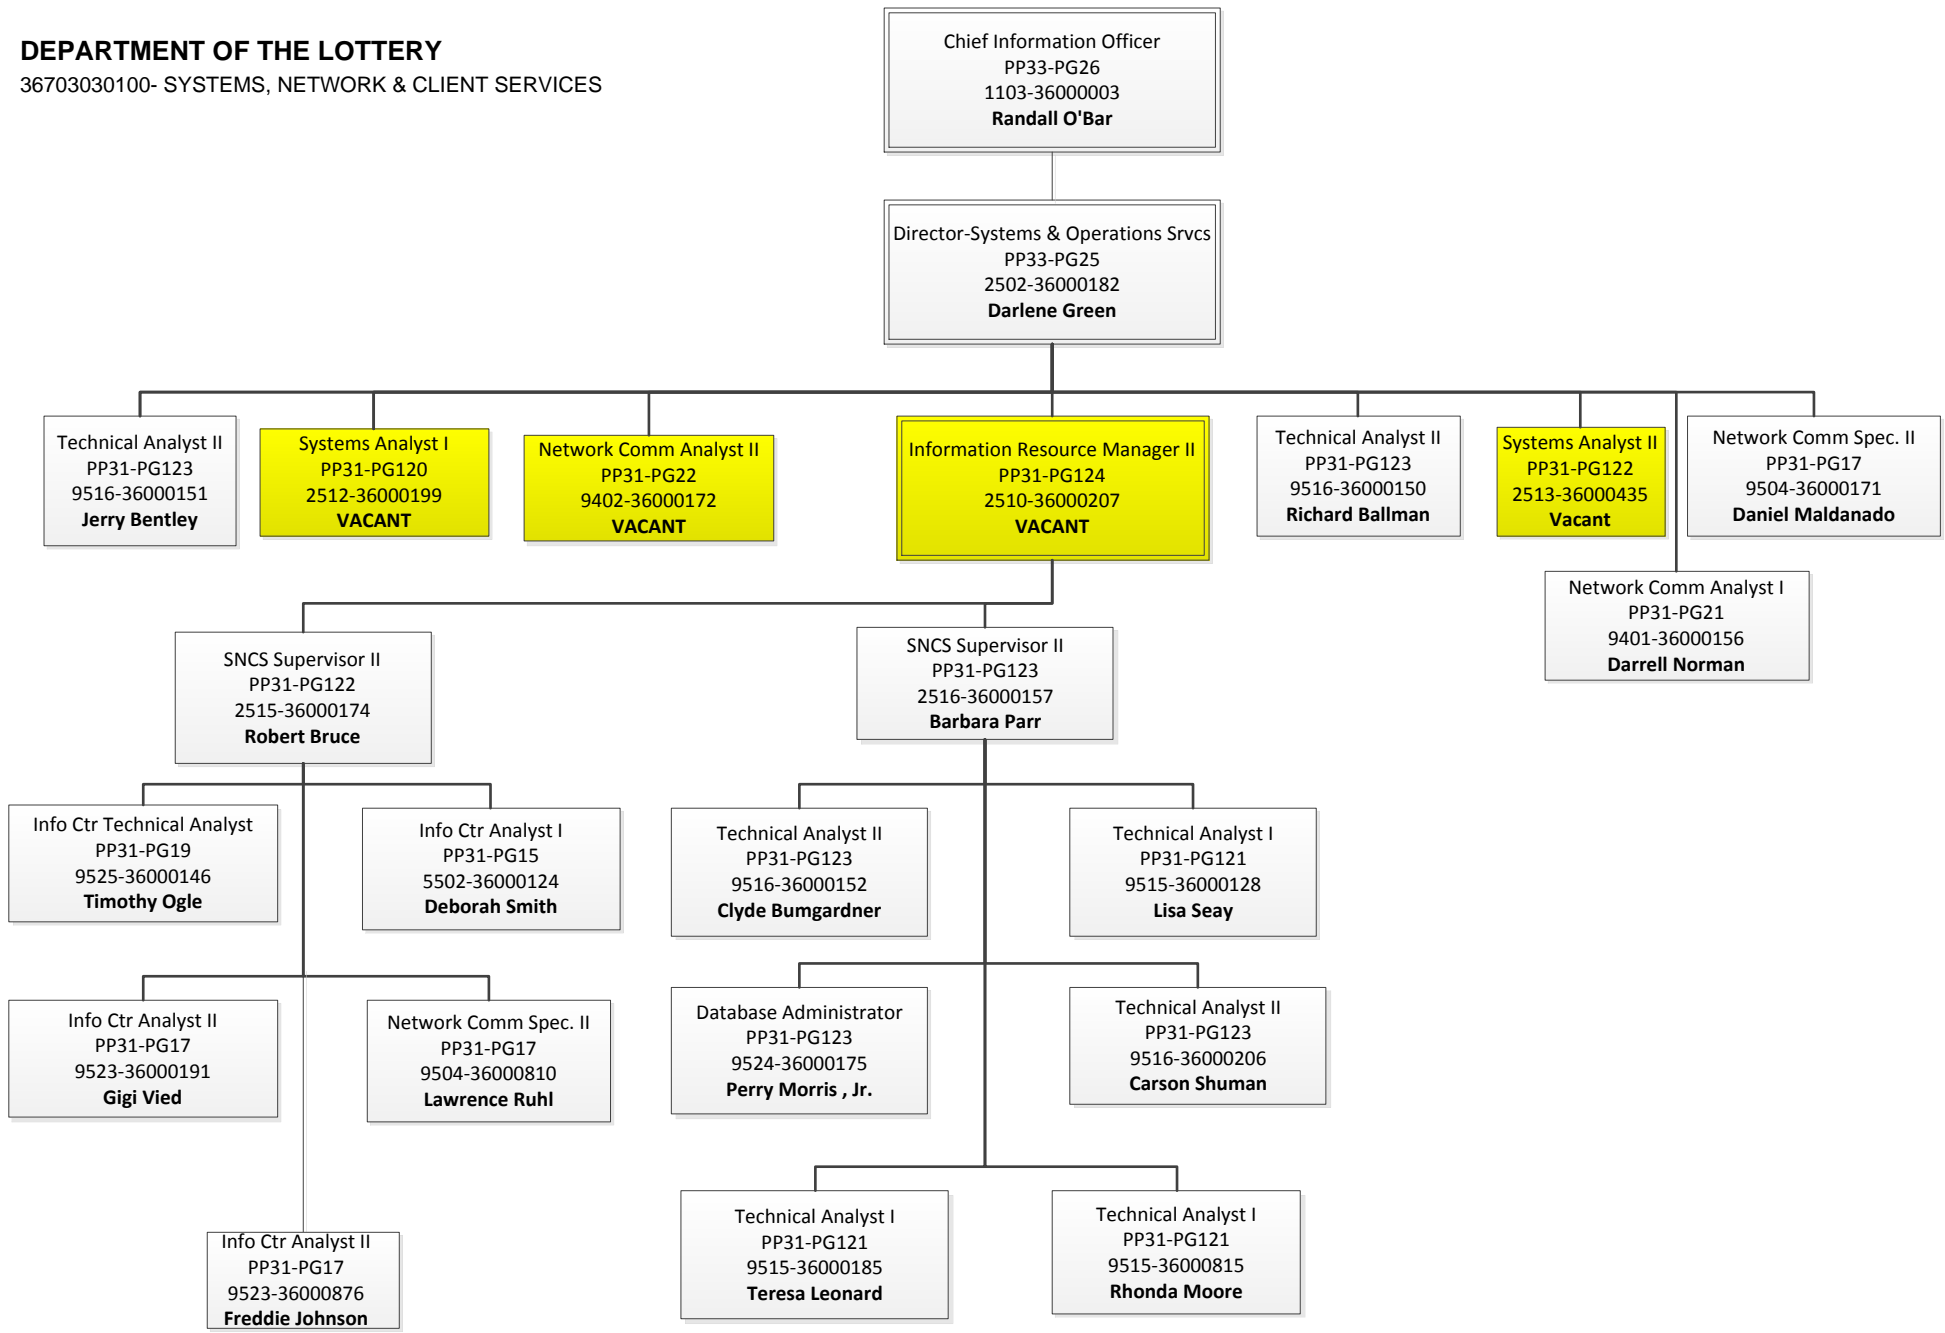 DEPARTMENT OF THE LOTTERY
36703030100- SYSTEMS, NETWORK & CLIENT SERVICES
Chief Information Officer
PP33-PG26
1103-36000003
Randall O'Bar
Director-Systems & Operations Srvcs
PP33-PG25
2502-36000182
Darlene Green
Technical Analyst II
PP31-PG123
9516-36000151
Jerry Bentley
Systems Analyst I
PP31-PG120
2512-36000199
VACANT
Network Comm Analyst II
PP31-PG22
9402-36000172
VACANT
Information Resource Manager II
PP31-PG124
2510-36000207
VACANT
Technical Analyst II
PP31-PG123
9516-36000150
Richard Ballman
Systems Analyst II
PP31-PG122
2513-36000435
Vacant
Network Comm Spec. II
PP31-PG17
9504-36000171
Daniel Maldanado
Network Comm Analyst I
PP31-PG21
9401-36000156
Darrell Norman
SNCS Supervisor II
PP31-PG122
2515-36000174
Robert Bruce
SNCS Supervisor II
PP31-PG123
2516-36000157
Barbara Parr
Info Ctr Technical Analyst
PP31-PG19
9525-36000146
Timothy Ogle
Info Ctr Analyst I
PP31-PG15
5502-36000124
Deborah Smith
Technical Analyst II
PP31-PG123
9516-36000152
Clyde Bumgardner
Technical Analyst I
PP31-PG121
9515-36000128
Lisa Seay
Info Ctr Analyst II
PP31-PG17
9523-36000191
Gigi Vied
Network Comm Spec. II
PP31-PG17
9504-36000810
Lawrence Ruhl
Database Administrator
PP31-PG123
9524-36000175
Perry Morris , Jr.
Technical Analyst II
PP31-PG123
9516-36000206
Carson Shuman
Info Ctr Analyst II
PP31-PG17
9523-36000876
Freddie Johnson
Technical Analyst I
PP31-PG121
9515-36000185
Teresa Leonard
Technical Analyst I
PP31-PG121
9515-36000815
Rhonda Moore